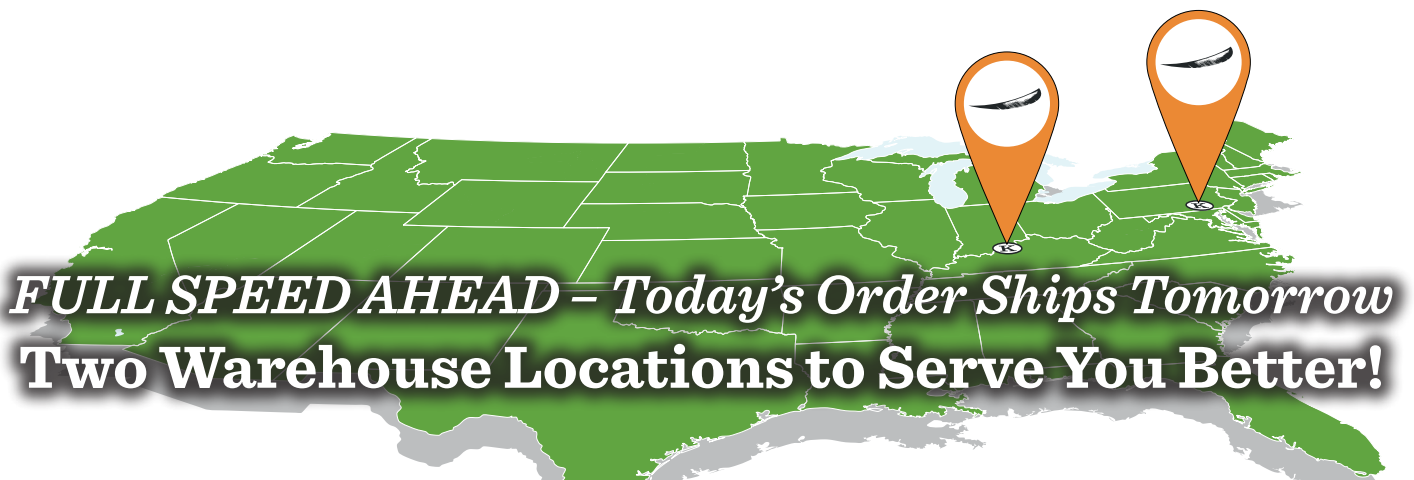 K
K
FULL SPEED AHEAD – Today's Order Ships Tomorrow
Two Warehouse Locations to Serve You Better!